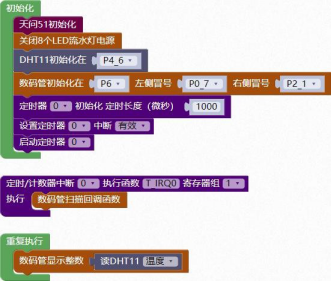 初始化
天问51初始化
关闭8个LED流水灯电源
DHT11初始化在 P4_6
数码管初始化在 P6 左侧冒号 P0_7 右侧冒号 P2_1
定时器 0 初始化 定时长度（微秒） 1000
设置定时器 0 中断 有效
启动定时器 0
定时/计数器中断 0 执行函数 T_IRQ0 寄存器组 1
执行 数码管扫描回调函数
重复执行
数码管显示整数 读DHT11 温度